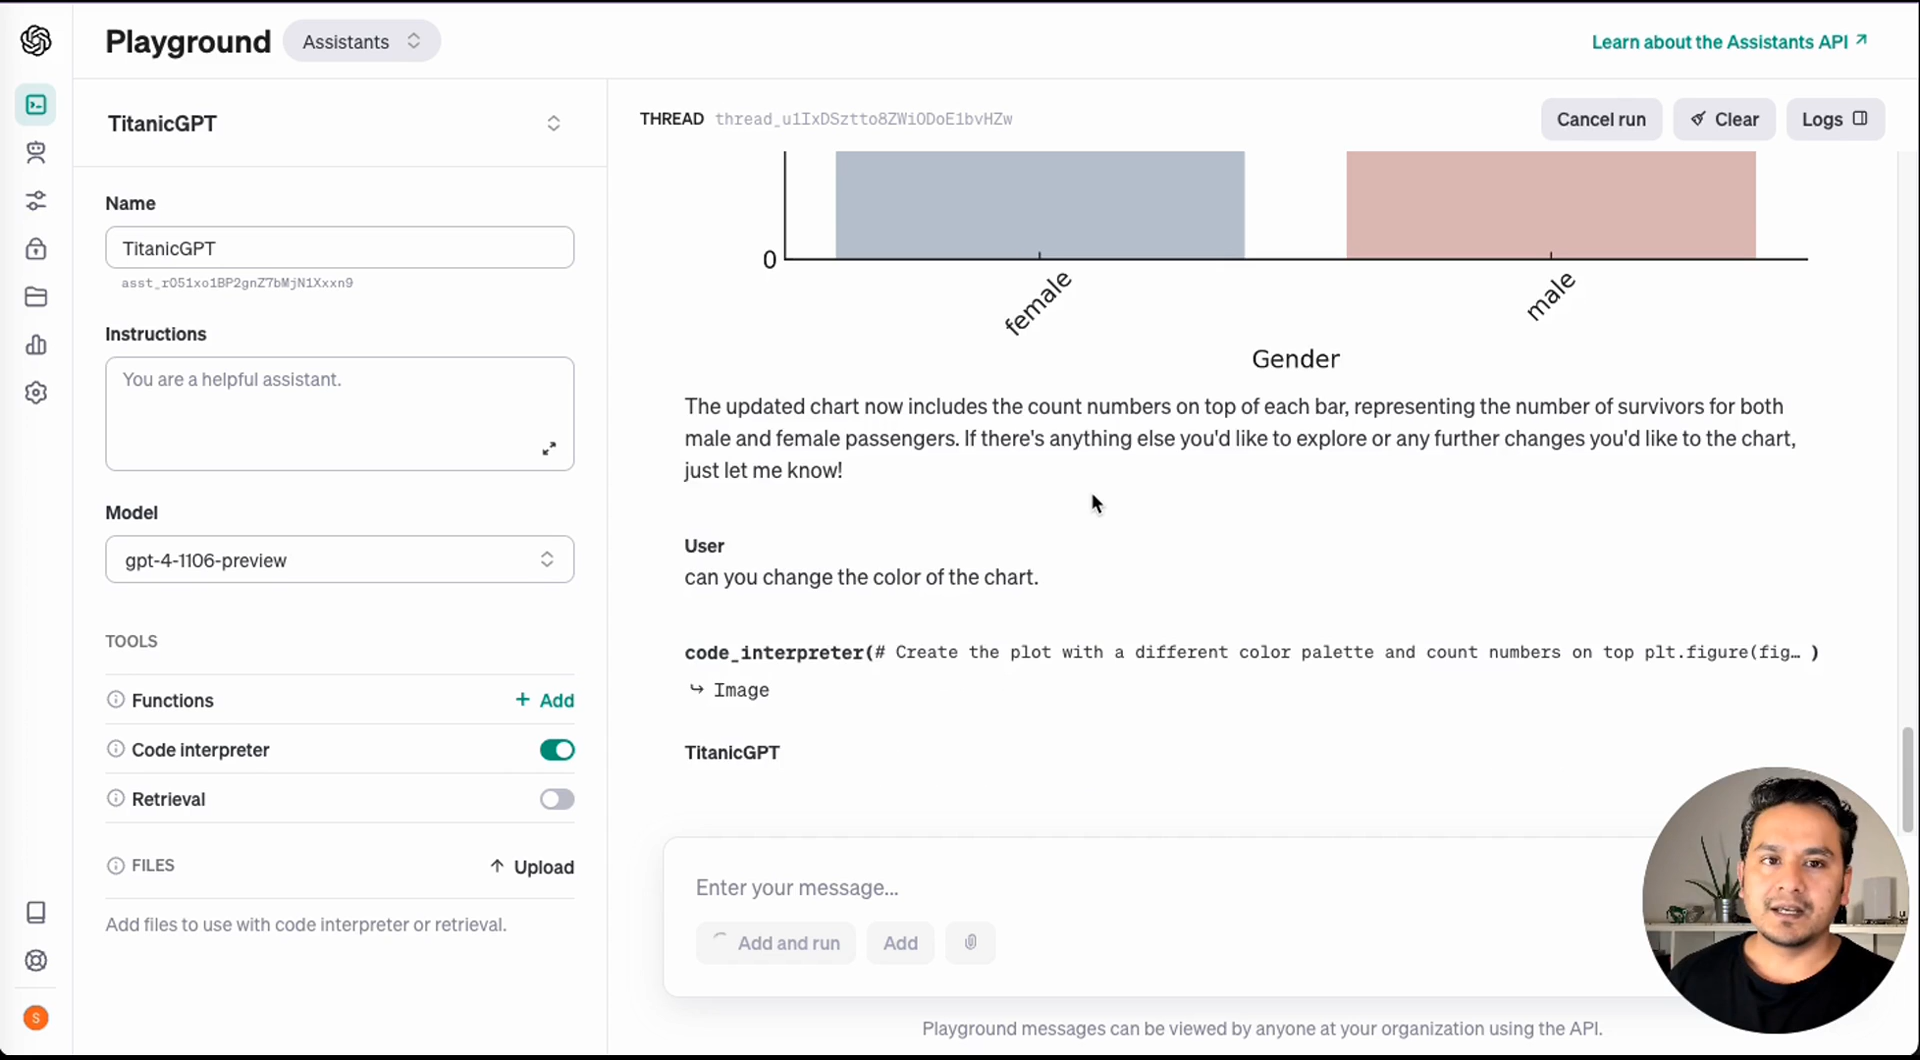 Playground
Assistants
Learn about the Assistants API
TitanicGPT
Name
TitanicGPT
asst_r051xo1BP2gnZ7bMjN1Xxxn9
Instructions
You are a helpful assistant.
Model
gpt-4-1106-preview
TOOLS
Functions
+ Add
Code interpreter
Retrieval
FILES
Upload
Add files to use with code interpreter or retrieval.
S
THREAD thread_u1IxDSztto8ZWiODoE1bvHZw
Cancel run
Clear
Logs
0
female
male
Gender
The updated chart now includes the count numbers on top of each bar, representing the number of survivors for both
male and female passengers. If there's anything else you'd like to explore or any further changes you'd like to the chart,
just let me know!
User
can you change the color of the chart.
code_interpreter(# Create the plot with a different color palette and count numbers on top plt.figure(fig… )
↪ Image
TitanicGPT
Enter your message...
Add and run
Add
Playground messages can be viewed by anyone at your organization using the API.